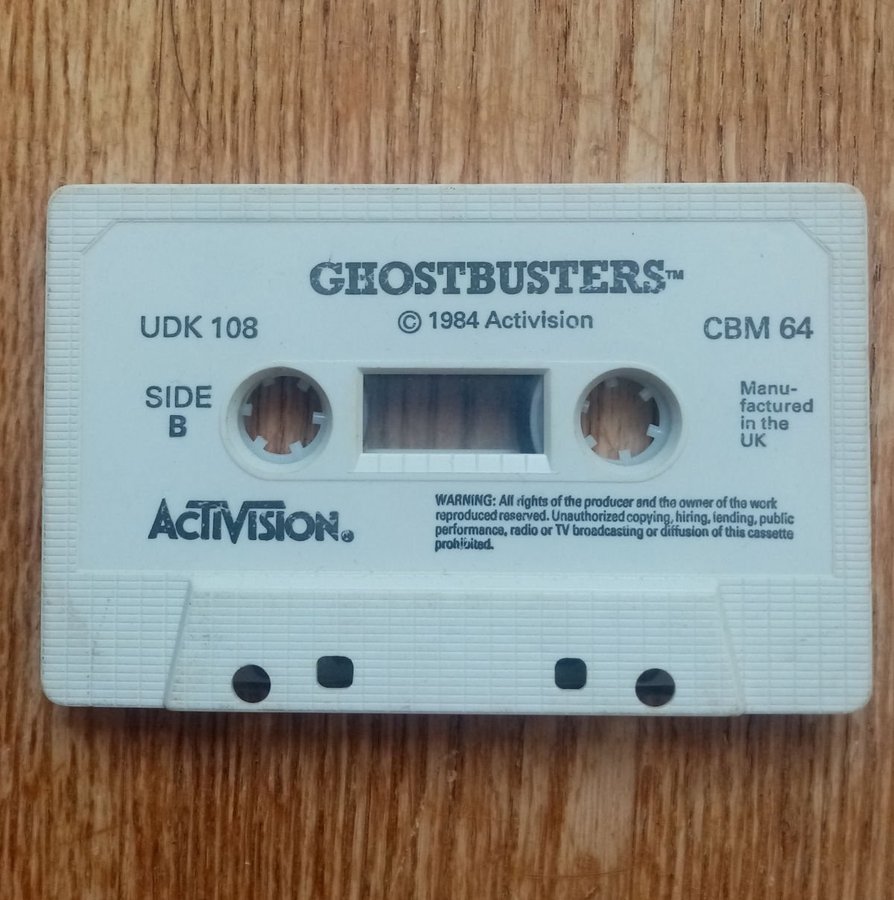 GHOSTBUSTERS™
© 1984 Activision
UDK 108
CBM 64
SIDE
B
Manu-
factured
in the
UK
ACTIVISION®
WARNING: All rights of the producer and the owner of the work
reproduced reserved. Unauthorized copying, hiring, lending, public
performance, radio or TV broadcasting or diffusion of this cassette
prohibited.